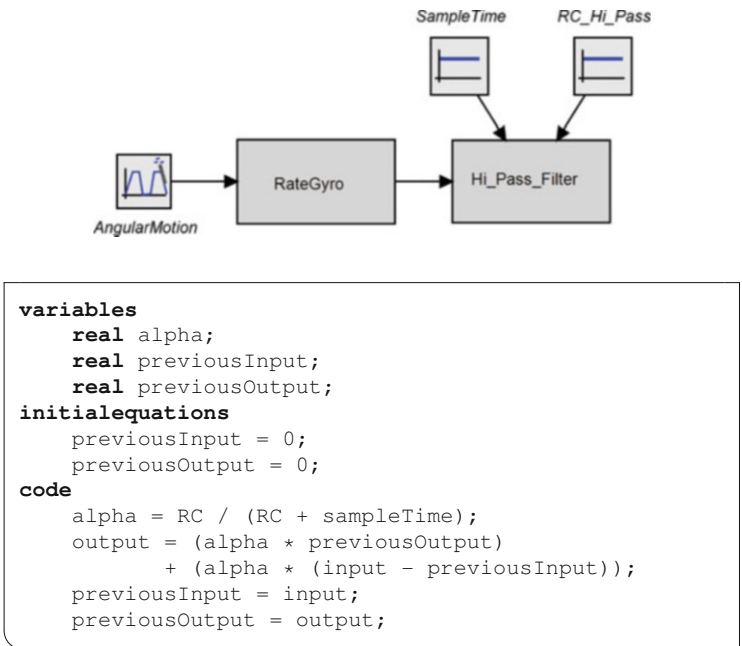 SampleTime RC_Hi_Pass
RateGyro
Hi_Pass_Filter
AngularMotion
variables
real alpha;
real previousInput;
real previousOutput;
initialequations
previousInput = 0;
previousOutput = 0;
code
alpha = RC / (RC + sampleTime);
output = (alpha * previousOutput)
+ (alpha * (input - previousInput));
previousInput = input;
previousOutput = output;